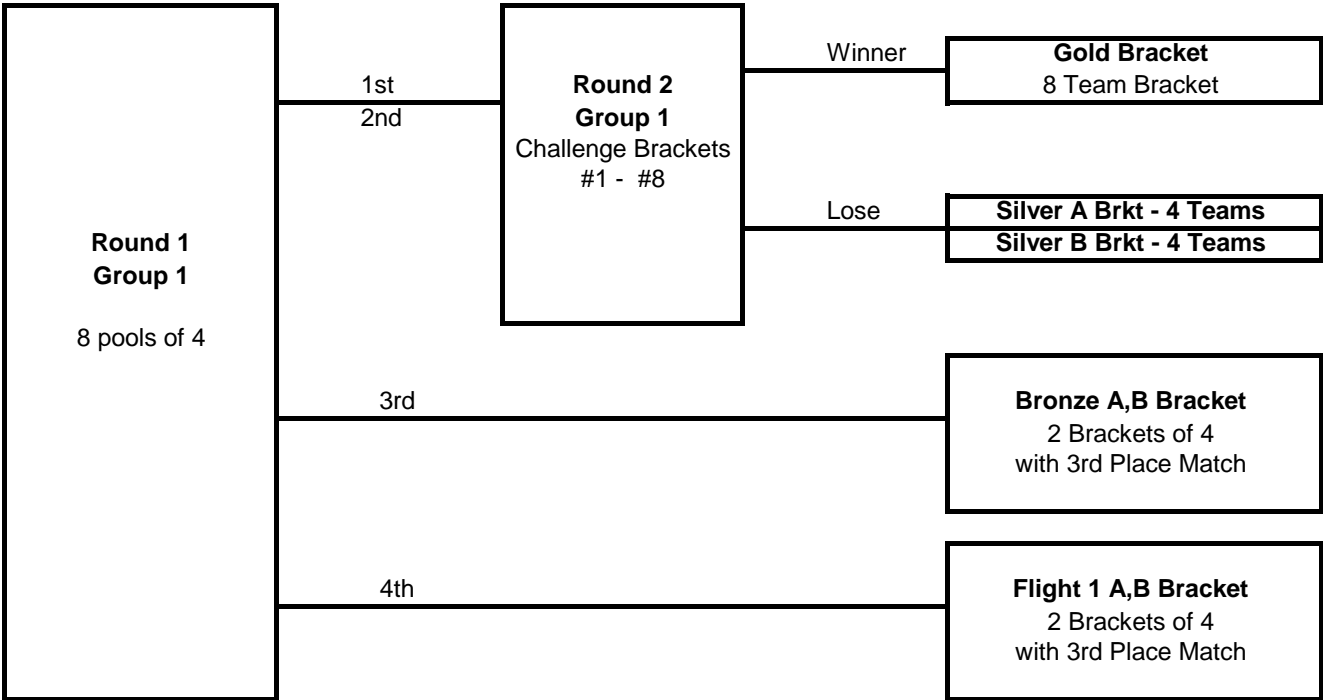 Round 1
Group 1
8 pools of 4
1st
2nd
Round 2
Group 1
Challenge Brackets
#1 - #8
Winner
Gold Bracket
8 Team Bracket
Lose
Silver A Brkt - 4 Teams
Silver B Brkt - 4 Teams
3rd
Bronze A,B Bracket
2 Brackets of 4
with 3rd Place Match
4th
Flight 1 A,B Bracket
2 Brackets of 4
with 3rd Place Match